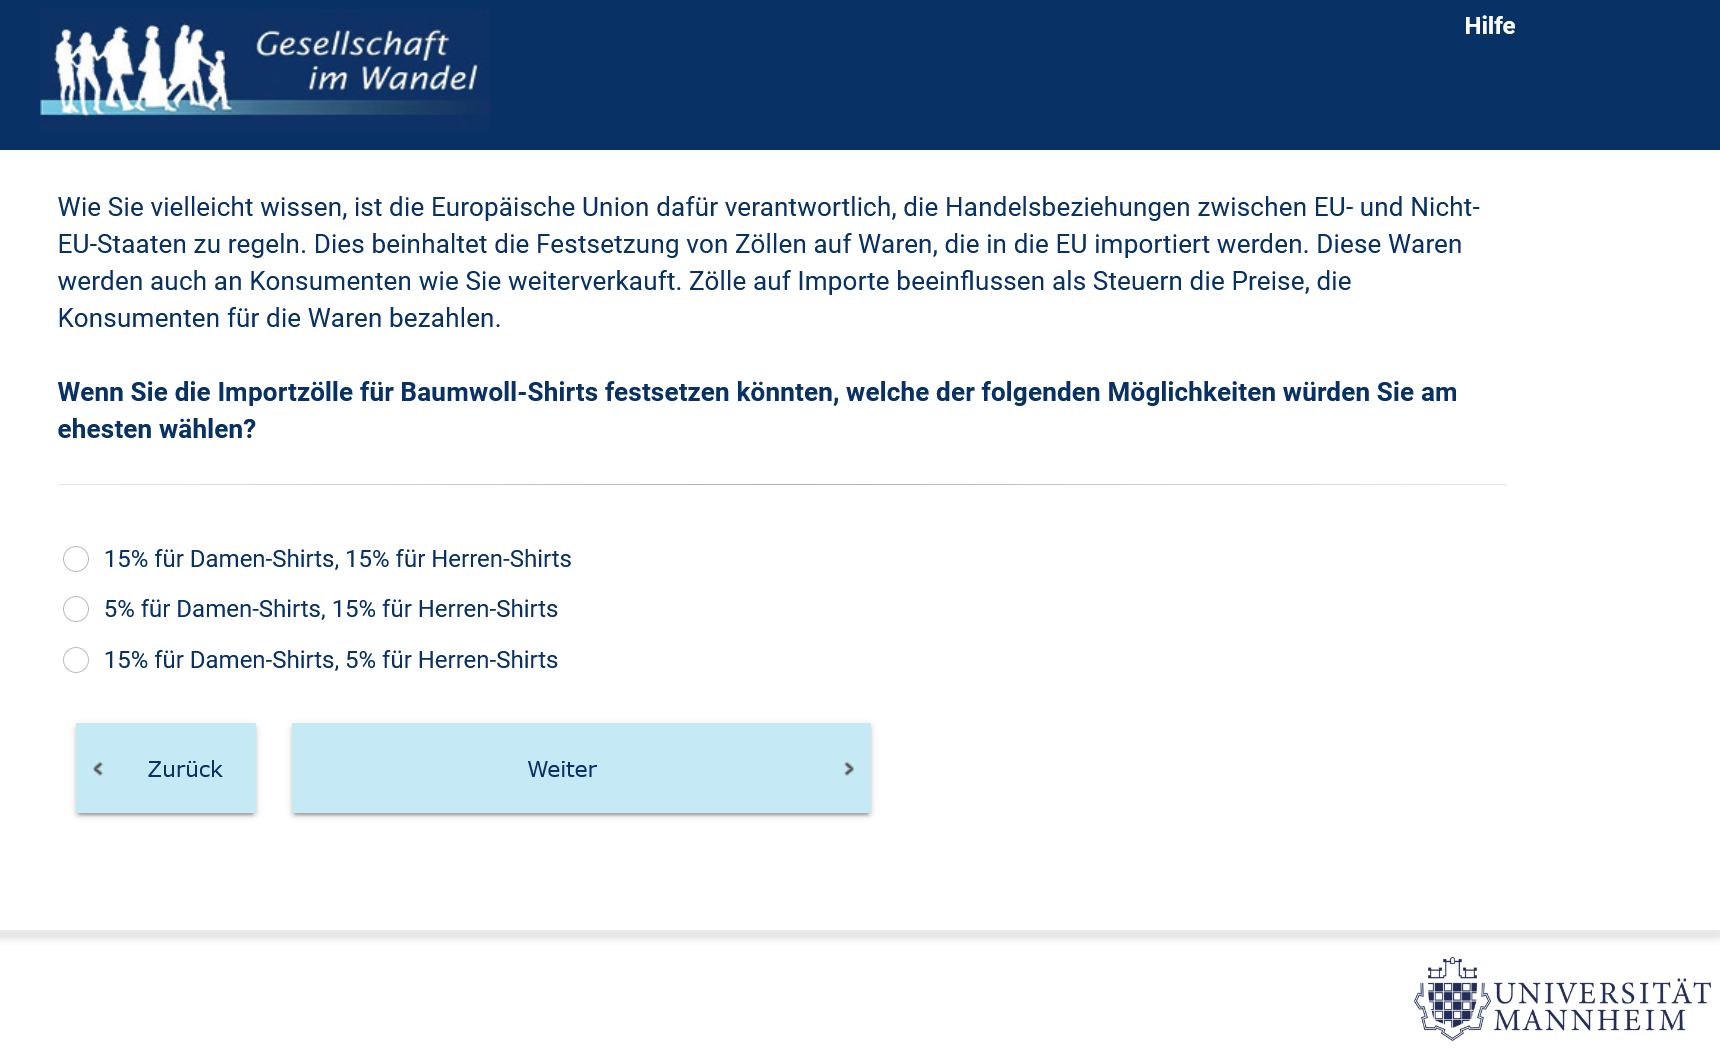 Gesellschaft
im Wandel
Hilfe
Wie Sie vielleicht wissen, ist die Europäische Union dafür verantwortlich, die Handelsbeziehungen zwischen EU- und Nicht-
EU-Staaten zu regeln. Dies beinhaltet die Festsetzung von Zöllen auf Waren, die in die EU importiert werden. Diese Waren
werden auch an Konsumenten wie Sie weiterverkauft. Zölle auf Importe beeinflussen als Steuern die Preise, die
Konsumenten für die Waren bezahlen.
Wenn Sie die Importzölle für Baumwoll-Shirts festsetzen könnten, welche der folgenden Möglichkeiten würden Sie am
ehesten wählen?
15% für Damen-Shirts, 15% für Herren-Shirts
5% für Damen-Shirts, 15% für Herren-Shirts
15% für Damen-Shirts, 5% für Herren-Shirts
Zurück
Weiter
UNIVERSITÄT
MANNHEIM